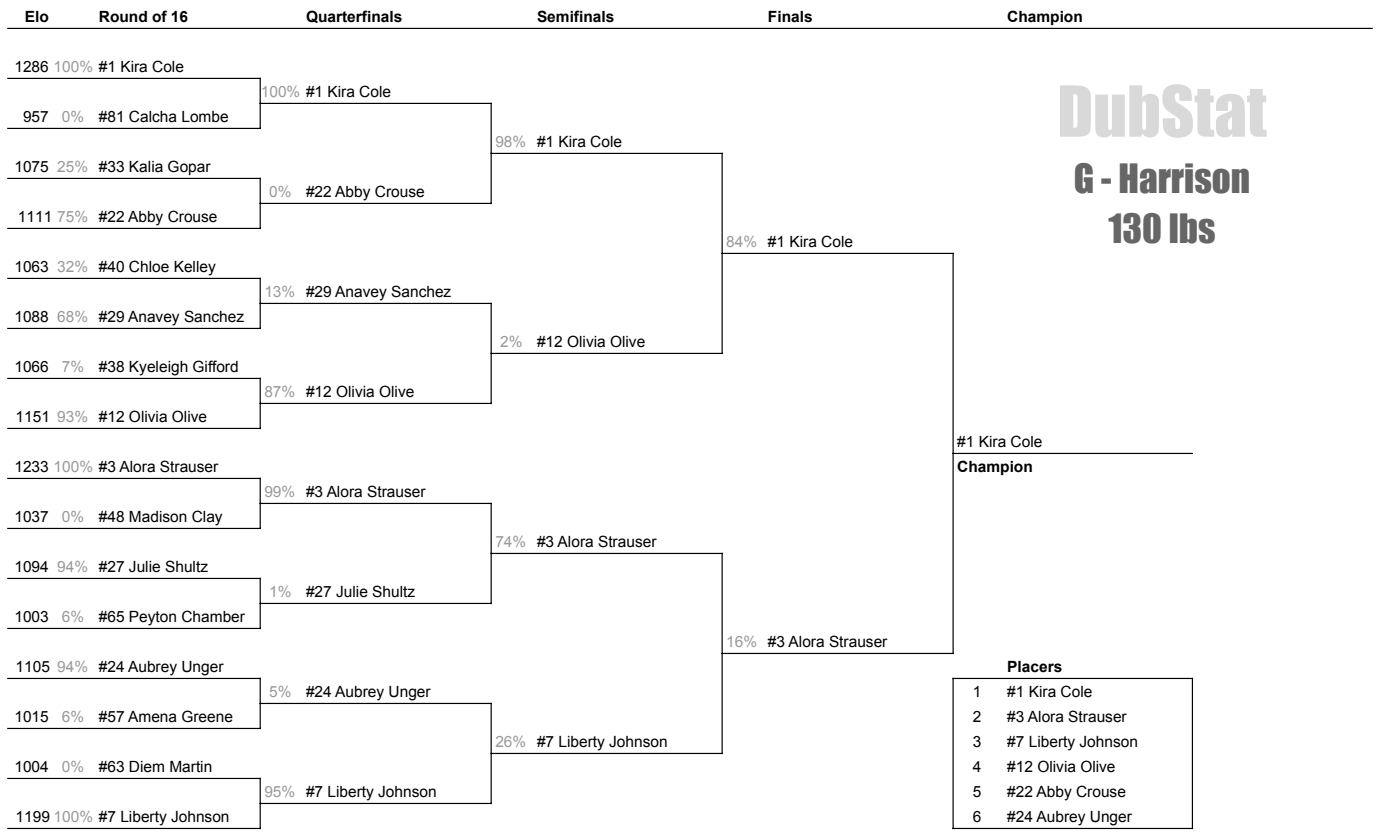 Elo Round of 16 Quarterfinals Semifinals Finals Champion
1286 100% #1 Kira Cole
100% #1 Kira Cole
957 0% #81 Calcha Lombe
98% #1 Kira Cole
1075 25% #33 Kalia Gopar
0% #22 Abby Crouse
1111 75% #22 Abby Crouse
84% #1 Kira Cole
1063 32% #40 Chloe Kelley
13% #29 Anavey Sanchez
1088 68% #29 Anavey Sanchez
2% #12 Olivia Olive
1066 7% #38 Kyeleigh Gifford
87% #12 Olivia Olive
1151 93% #12 Olivia Olive
#1 Kira Cole
Champion
1233 100% #3 Alora Strauser
99% #3 Alora Strauser
1037 0% #48 Madison Clay
74% #3 Alora Strauser
1094 94% #27 Julie Shultz
1% #27 Julie Shultz
1003 6% #65 Peyton Chamber
16% #3 Alora Strauser
1105 94% #24 Aubrey Unger
5% #24 Aubrey Unger
1015 6% #57 Amena Greene
26% #7 Liberty Johnson
1004 0% #63 Diem Martin
95% #7 Liberty Johnson
1199 100% #7 Liberty Johnson
DubStat
G - Harrison
130 lbs
Placers
1 #1 Kira Cole
2 #3 Alora Strauser
3 #7 Liberty Johnson
4 #12 Olivia Olive
5 #22 Abby Crouse
6 #24 Aubrey Unger